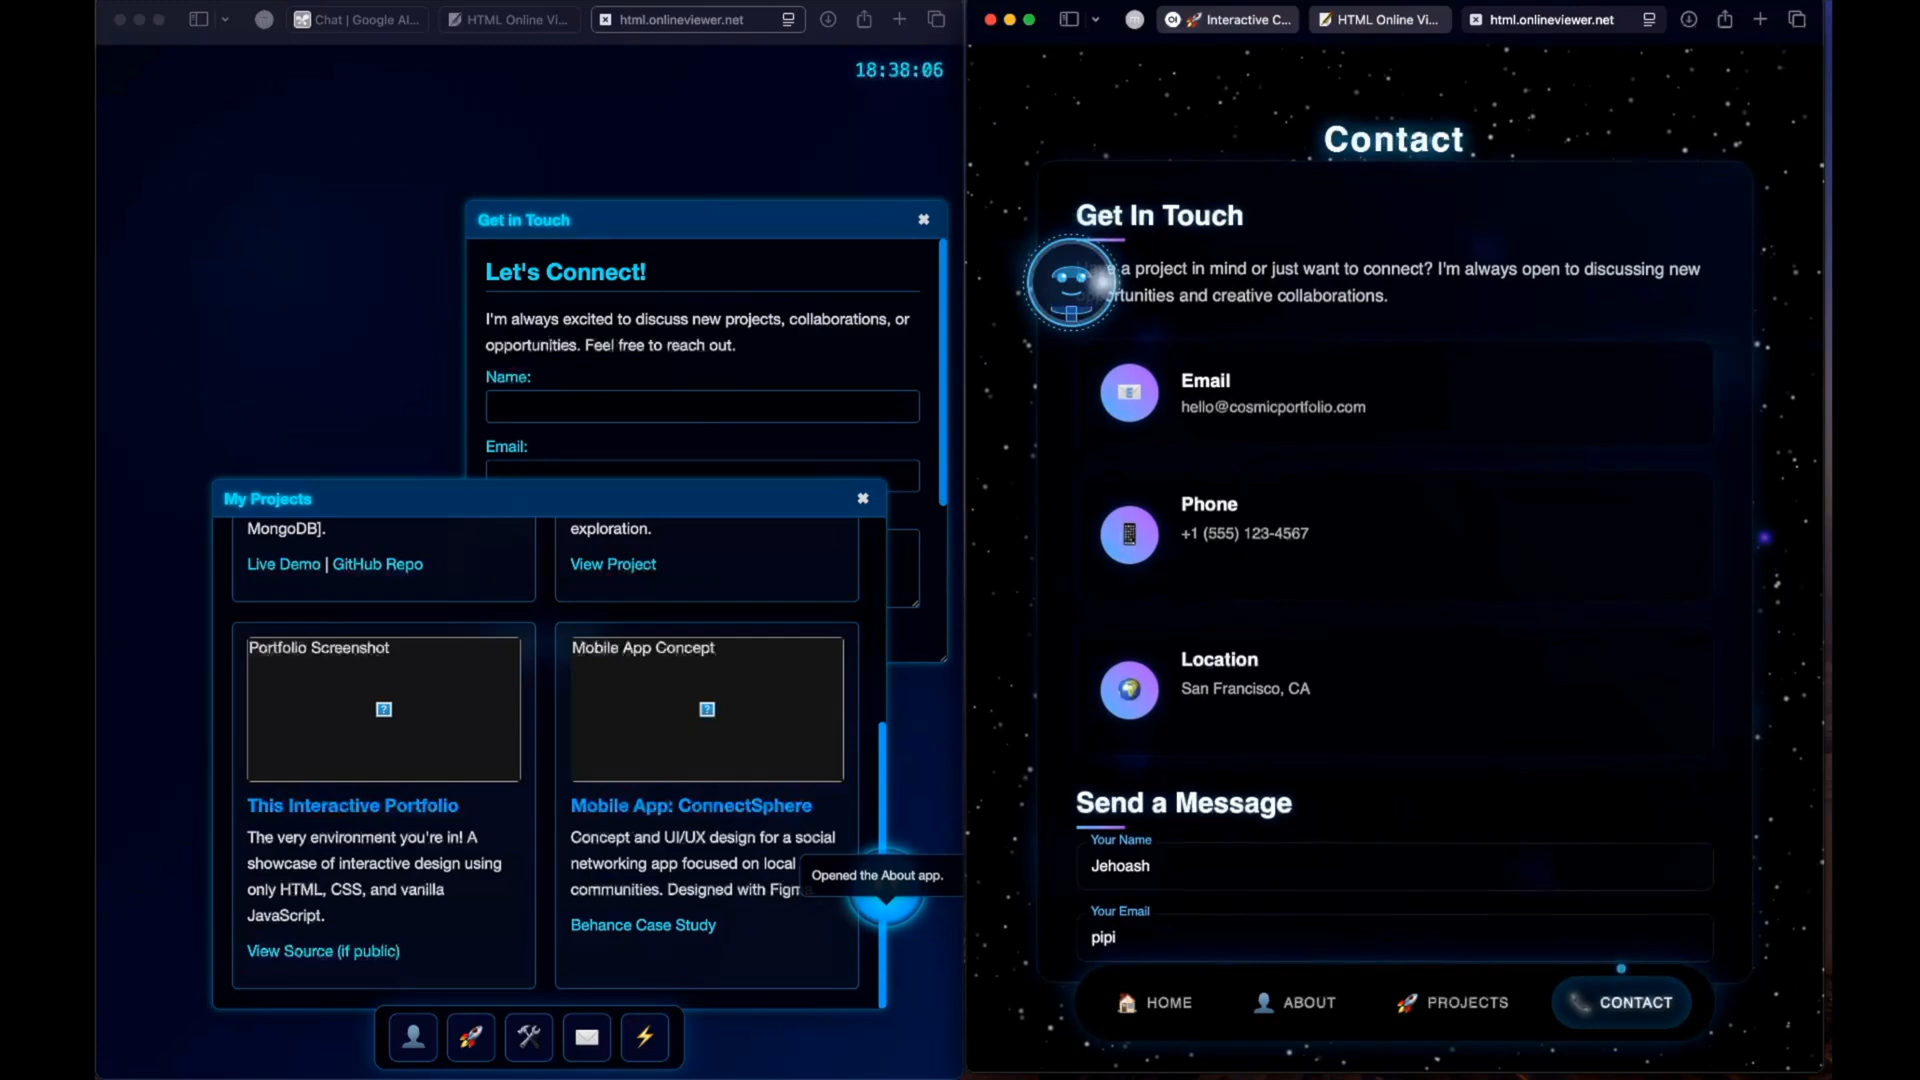 Chat | Google AI...
HTML Online Vi...
html.onlineviewer.net
18:38:06
Get in Touch
Let's Connect!
I'm always excited to discuss new projects, collaborations, or
opportunities. Feel free to reach out.
Name:
Email:
My Projects
MongoDB].
Live Demo | GitHub Repo
exploration.
View Project
Portfolio Screenshot
This Interactive Portfolio
The very environment you're in! A
showcase of interactive design using
only HTML, CSS, and vanilla
JavaScript.
View Source (if public)
Mobile App Concept
Mobile App: ConnectSphere
Concept and UI/UX design for a social
networking app focused on local
communities. Designed with Figm
Behance Case Study
Opened the About app.
Interactive C...
HTML Online Vi...
html.onlineviewer.net
Contact
Get In Touch
a project in mind or just want to connect? I'm always open to discussing new
opportunities and creative collaborations.
Email
hello@cosmicportfolio.com
Phone
+1 (555) 123-4567
Location
San Francisco, CA
Send a Message
Your Name
Jehoash
Your Email
pipi
HOME
ABOUT
PROJECTS
CONTACT